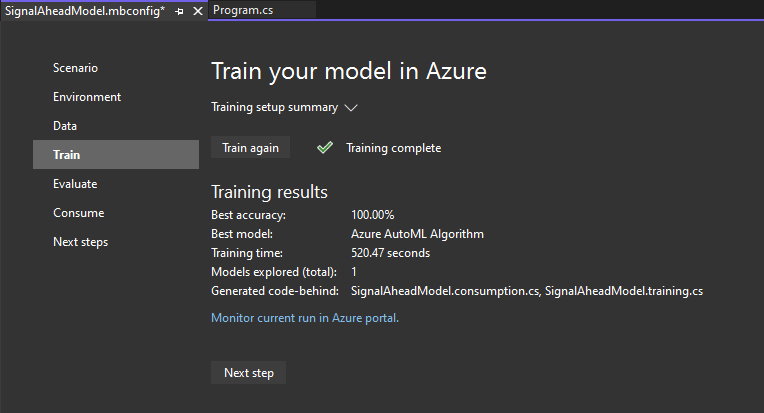 SignalAheadModel.mbconfig*
Program.cs
Scenario
Environment
Data
Train
Evaluate
Consume
Next steps
Train your model in Azure
Training setup summary
Train again
Training complete
Training results
Best accuracy: 100.00%
Best model: Azure AutoML Algorithm
Training time: 520.47 seconds
Models explored (total): 1
Generated code-behind: SignalAheadModel.consumption.cs, SignalAheadModel.training.cs
Monitor current run in Azure portal.
Next step